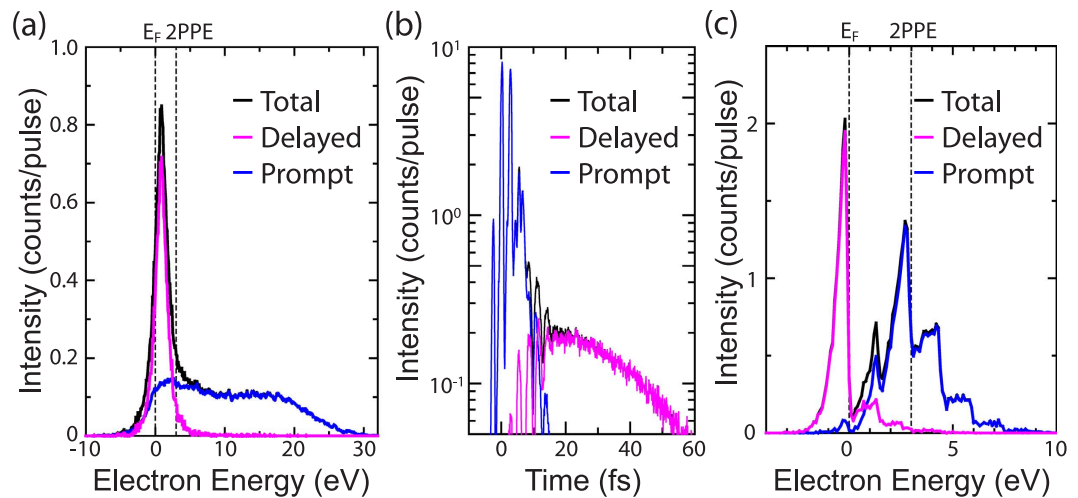 (a)
E_F 2PPE
Intensity (counts/pulse)
1.0
0.8
0.6
0.4
0.2
0
Total
Delayed
Prompt
-10 0 10 20 30
Electron Energy (eV)
(b)
Intensity (counts/pulse)
10^1
10^0
10^-1
Total
Delayed
Prompt
0 20 40 60
Time (fs)
(c)
E_F 2PPE
Intensity (counts/pulse)
2
1
0
Total
Delayed
Prompt
0 5 10
Electron Energy (eV)